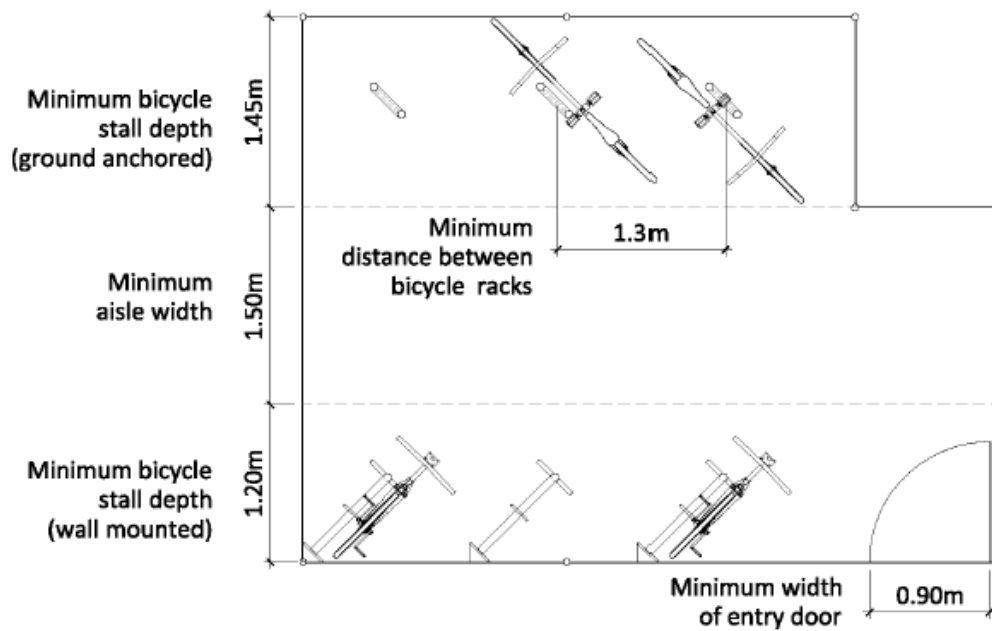 Minimum bicycle
stall depth
(ground anchored)
1.45m
Minimum
distance between
bicycle racks
1.3m
Minimum
aisle width
1.50m
Minimum bicycle
stall depth
(wall mounted)
1.20m
Minimum width
of entry door
0.90m